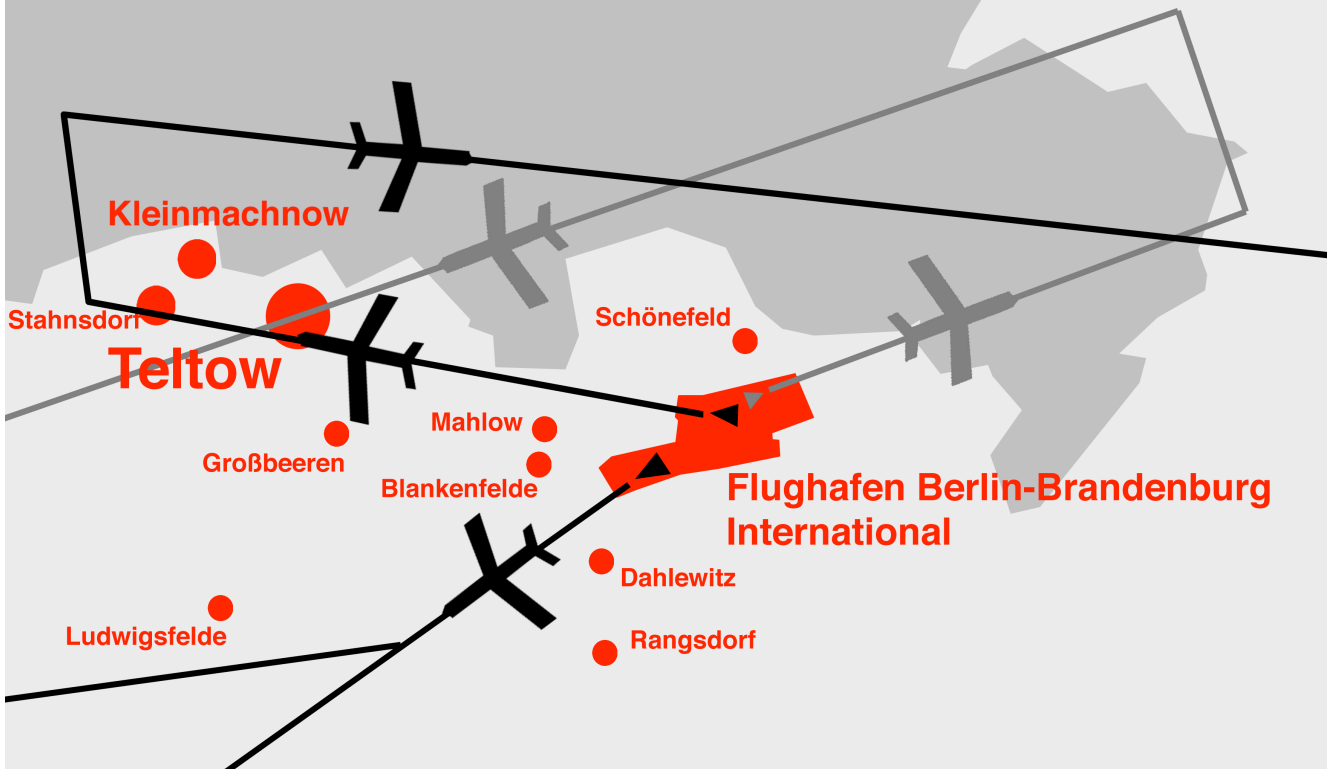 Kleinmachnow
Stahnsdorf
Teltow
Schönefeld
Großbeeren
Mahlow
Blankenfelde
Flughafen Berlin-Brandenburg
International
Dahlewitz
Ludwigsfelde
Rangsdorf